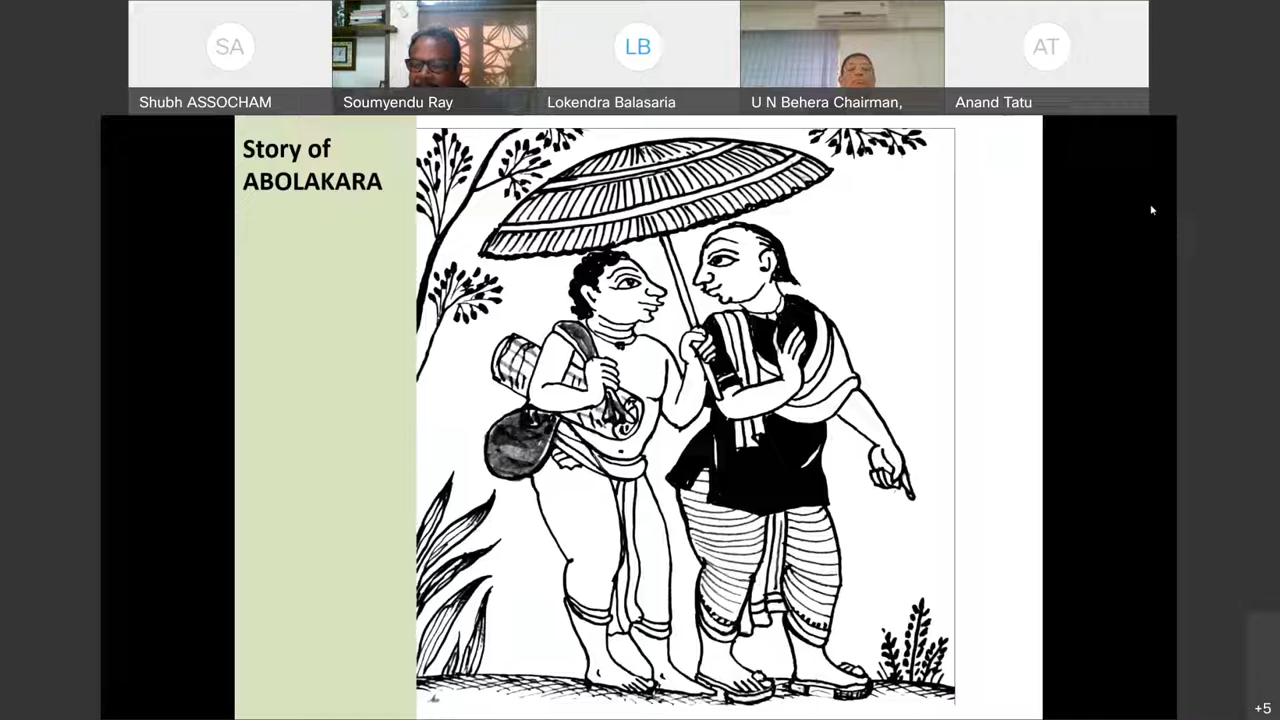 SA
LB
AT
Shubh ASSOCHAM
Soumyendu Ray
Lokendra Balasaria
U N Behera Chairman,
Anand Tatu
Story of
ABOLAKARA
+5